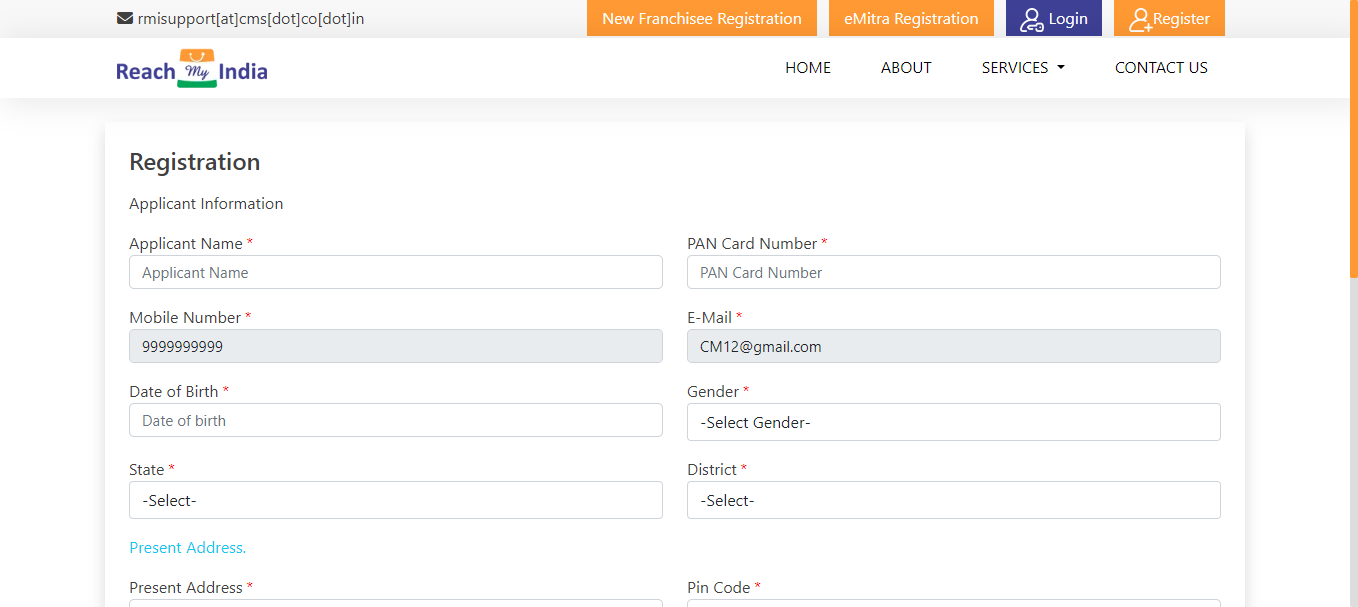 rmisupport[at]cms[dot]co[dot]in
New Franchisee Registration
eMitra Registration
Login
Register
Reach My India
HOME
ABOUT
SERVICES
CONTACT US
Registration
Applicant Information
Applicant Name *
PAN Card Number *
Applicant Name
PAN Card Number
Mobile Number *
E-Mail *
9999999999
CM12@gmail.com
Date of Birth *
Gender *
Date of birth
-Select Gender-
State *
District *
-Select-
-Select-
Present Address.
Present Address *
Pin Code *